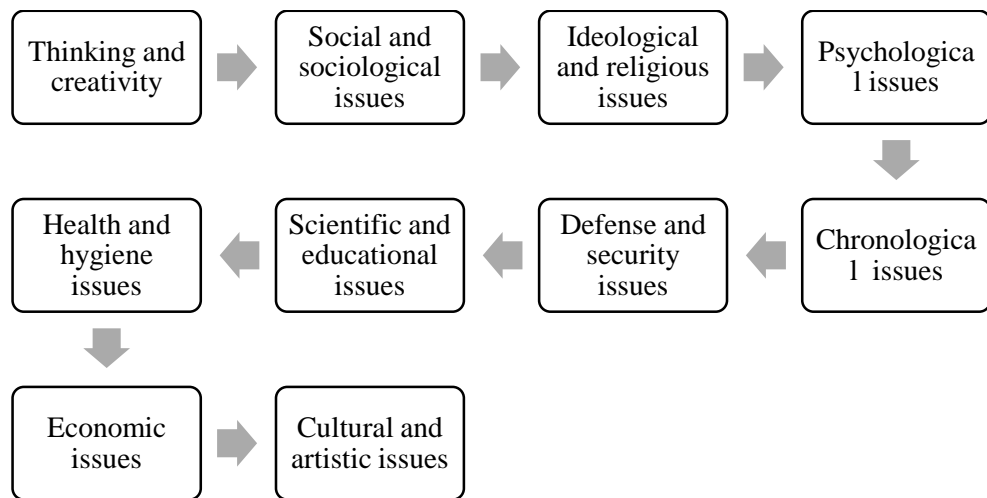 Thinking and
creativity
Social and
sociological
issues
Ideological
and religious
issues
Psychologica
l issues
Chronologica
l  issues
Defense and
security
issues
Scientific and
educational
issues
Health and
hygiene
issues
Economic
issues
Cultural and
artistic issues